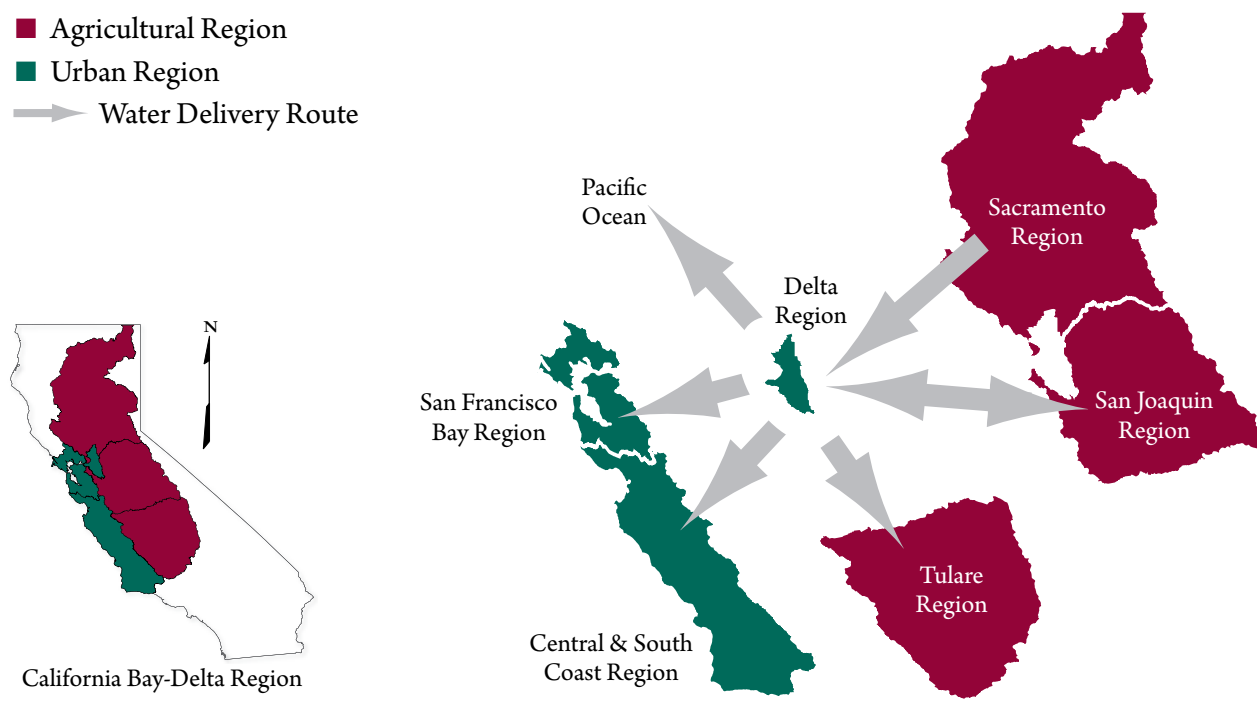 Agricultural Region
Urban Region
Water Delivery Route
Pacific
Ocean
Sacramento
Region
Delta
Region
N
San Francisco
Bay Region
San Joaquin
Region
Tulare
Region
Central & South
Coast Region
California Bay-Delta Region